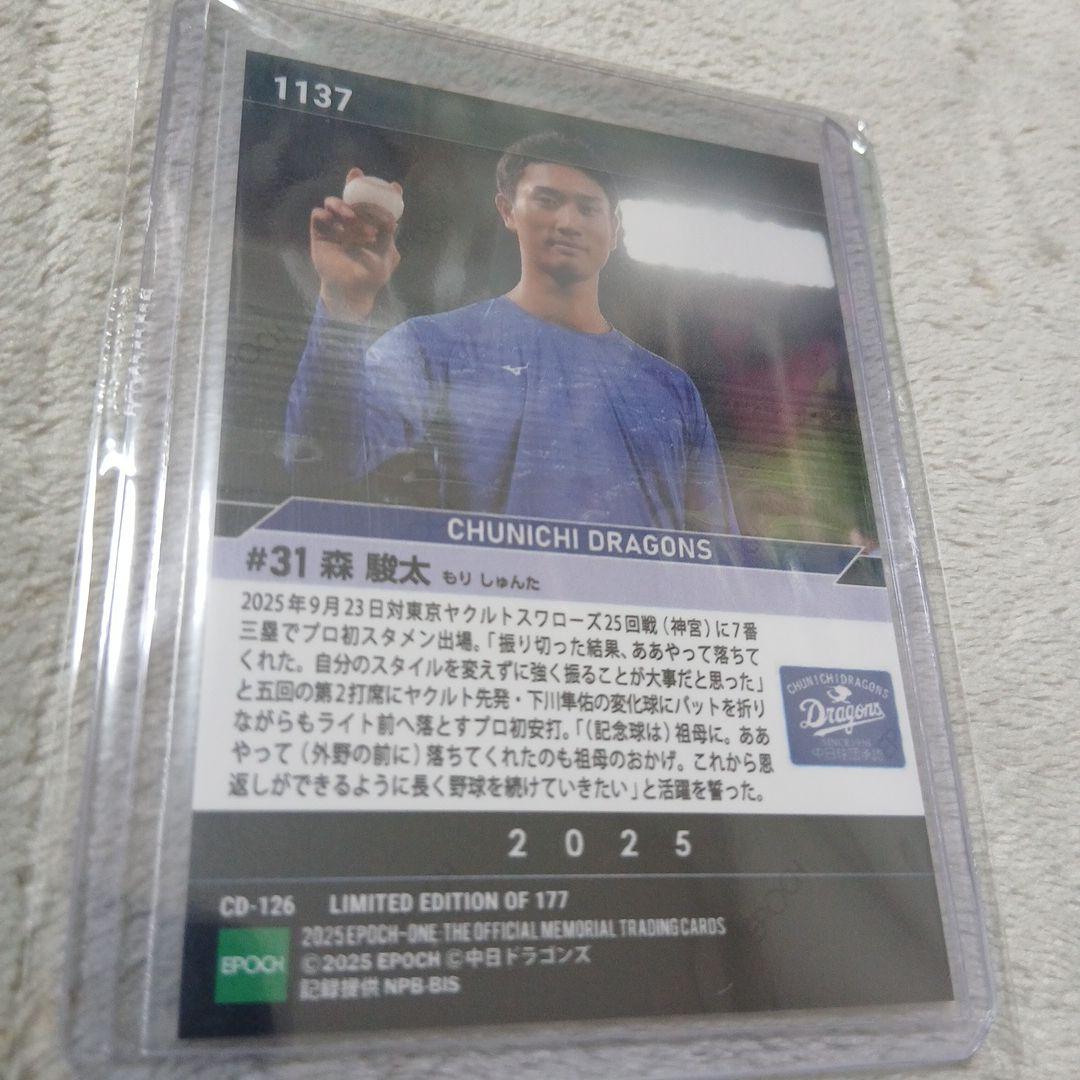 1137
CHUNICHI DRAGONS
#31 森 駿太 もり しゅんた
2025年9月23日対東京ヤクルトスワローズ25回戦（神宮）に7番
三塁でプロ初スタメン出場。「振り切った結果、ああやって落ちて
くれた。自分のスタイルを変えずに強く振ることが大事だと思った」
と五回の第2打席にヤクルト先発・下川隼佑の変化球にバットを折り
ながらもライト前へ落とすプロ初安打。「（記念球は）祖母に。ああ
やって（外野の前に）落ちてくれたのも祖母のおかげ。これから恩
返しができるように長く野球を続けていきたい」と活躍を誓った。
CHUNICHI DRAGONS
Dragons
SINCE 1936
中日球団承認
2025
CD-126 LIMITED EDITION OF 177
EPOCH
2025 EPOCH-ONE THE OFFICIAL MEMORIAL TRADING CARDS
©2025 EPOCH ©中日ドラゴンズ
記録提供 NPB-BIS